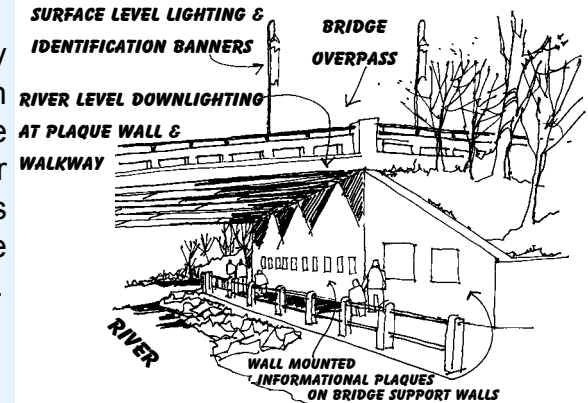 SURFACE LEVEL LIGHTING &
IDENTIFICATION BANNERS
BRIDGE
OVERPASS
RIVER LEVEL DOWNLIGHTING
AT PLAQUE WALL &
WALKWAY
RIVER
WALL MOUNTED
INFORMATIONAL PLAQUES
ON BRIDGE SUPPORT WALLS